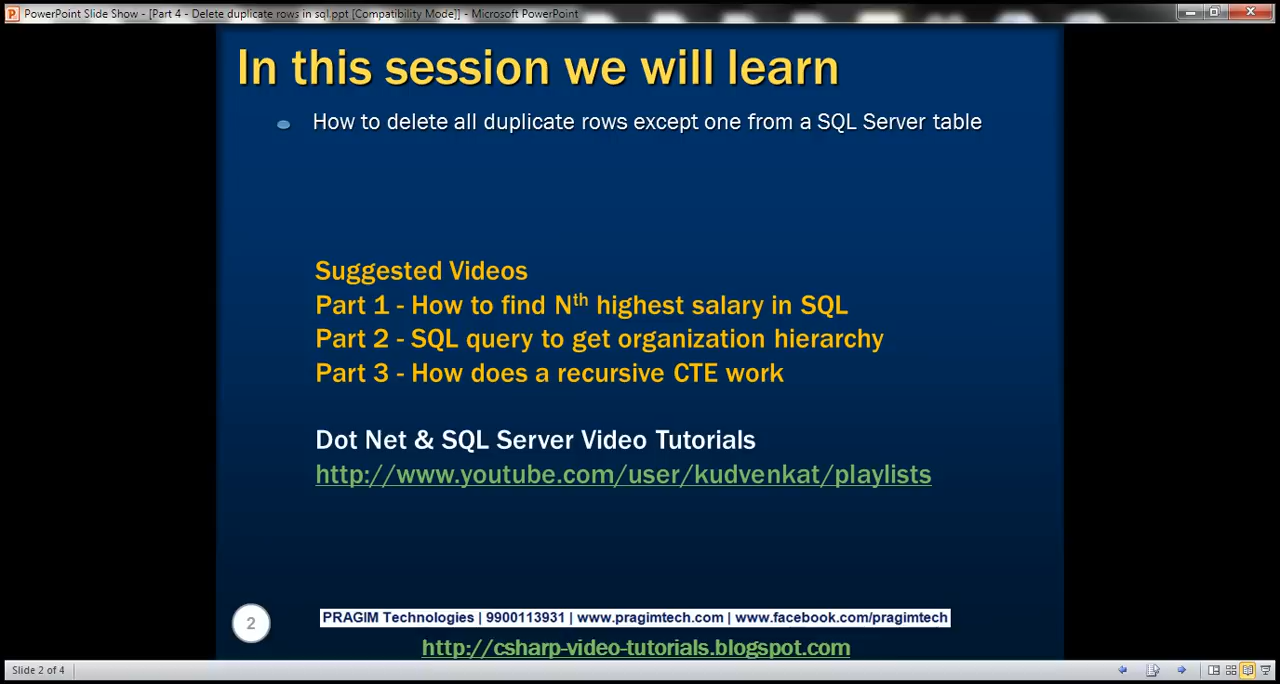 PowerPoint Slide Show - [Part 4 - Delete duplicate rows in sql.ppt [Compatibility Mode]] - Microsoft PowerPoint
In this session we will learn
How to delete all duplicate rows except one from a SQL Server table
Suggested Videos
Part 1 - How to find Nth highest salary in SQL
Part 2 - SQL query to get organization hierarchy
Part 3 - How does a recursive CTE work
Dot Net & SQL Server Video Tutorials
http://www.youtube.com/user/kudvenkat/playlists
2
PRAGIM Technologies | 9900113931 | www.pragimtech.com | www.facebook.com/pragimtech
http://csharp-video-tutorials.blogspot.com
Slide 2 of 4